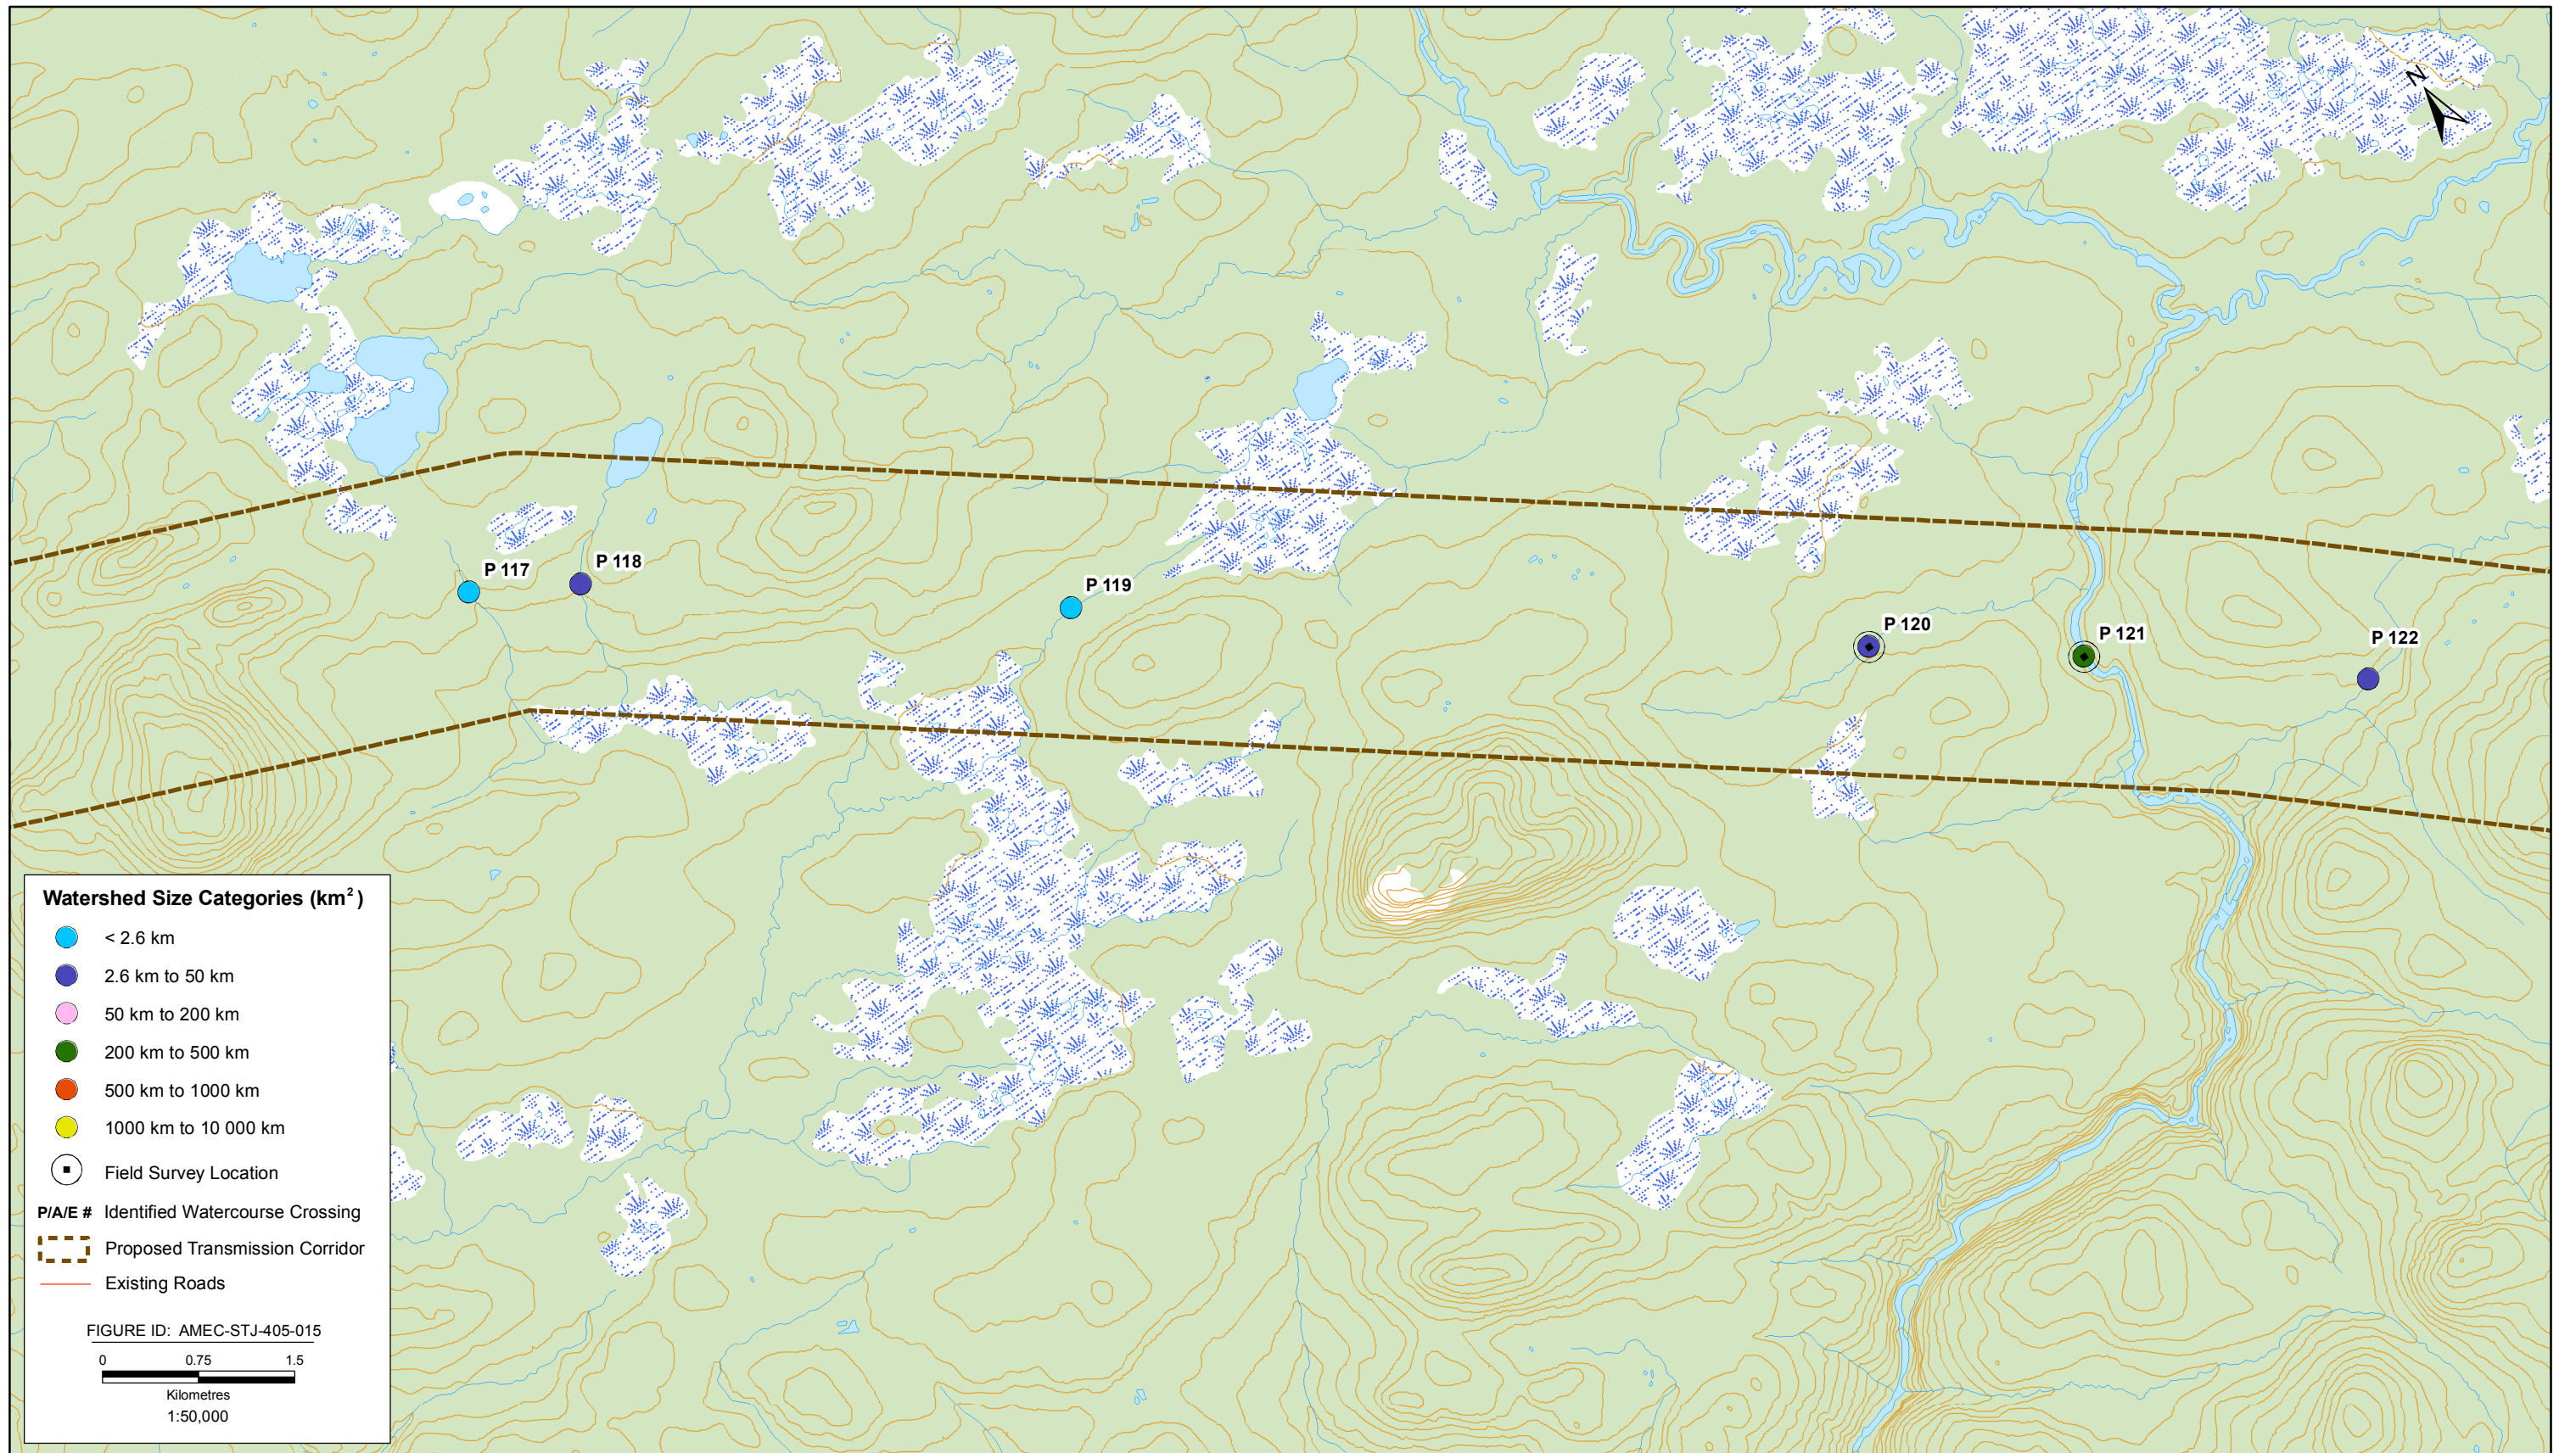 N
P 117
P 118
P 119
P 120
P 121
P 122
Watershed Size Categories (km²)
< 2.6 km
2.6 km to 50 km
50 km to 200 km
200 km to 500 km
500 km to 1000 km
1000 km to 10 000 km
Field Survey Location
P/A/E # Identified Watercourse Crossing
Proposed Transmission Corridor
Existing Roads
FIGURE ID: AMEC-STJ-405-015
0 0.75 1.5
Kilometres
1:50,000